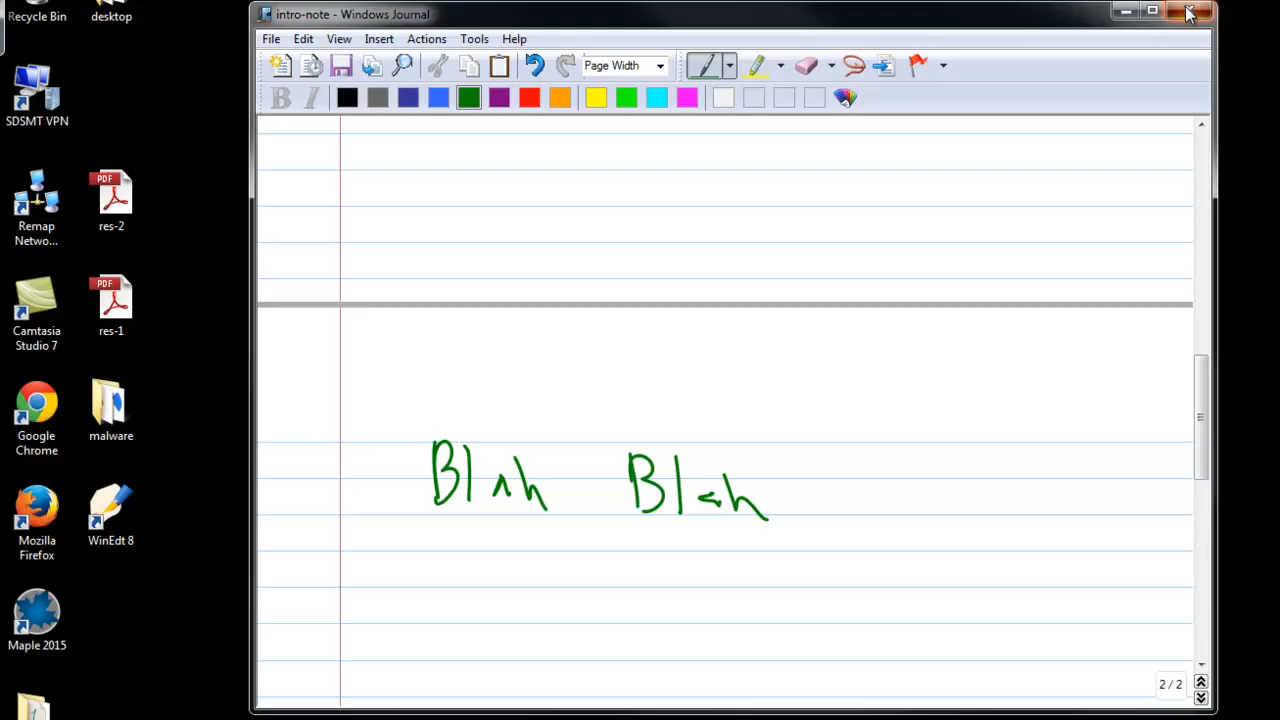 Recycle Bin
desktop
intro-note - Windows Journal
File Edit View Insert Actions Tools Help
Page Width
B I
SDSMT VPN
PDF
Remap Netwo...
res-2
PDF
Camtasia Studio 7
res-1
Google Chrome
malware
Blah Blah
Mozilla Firefox
WinEdt 8
Maple 2015
2 / 2